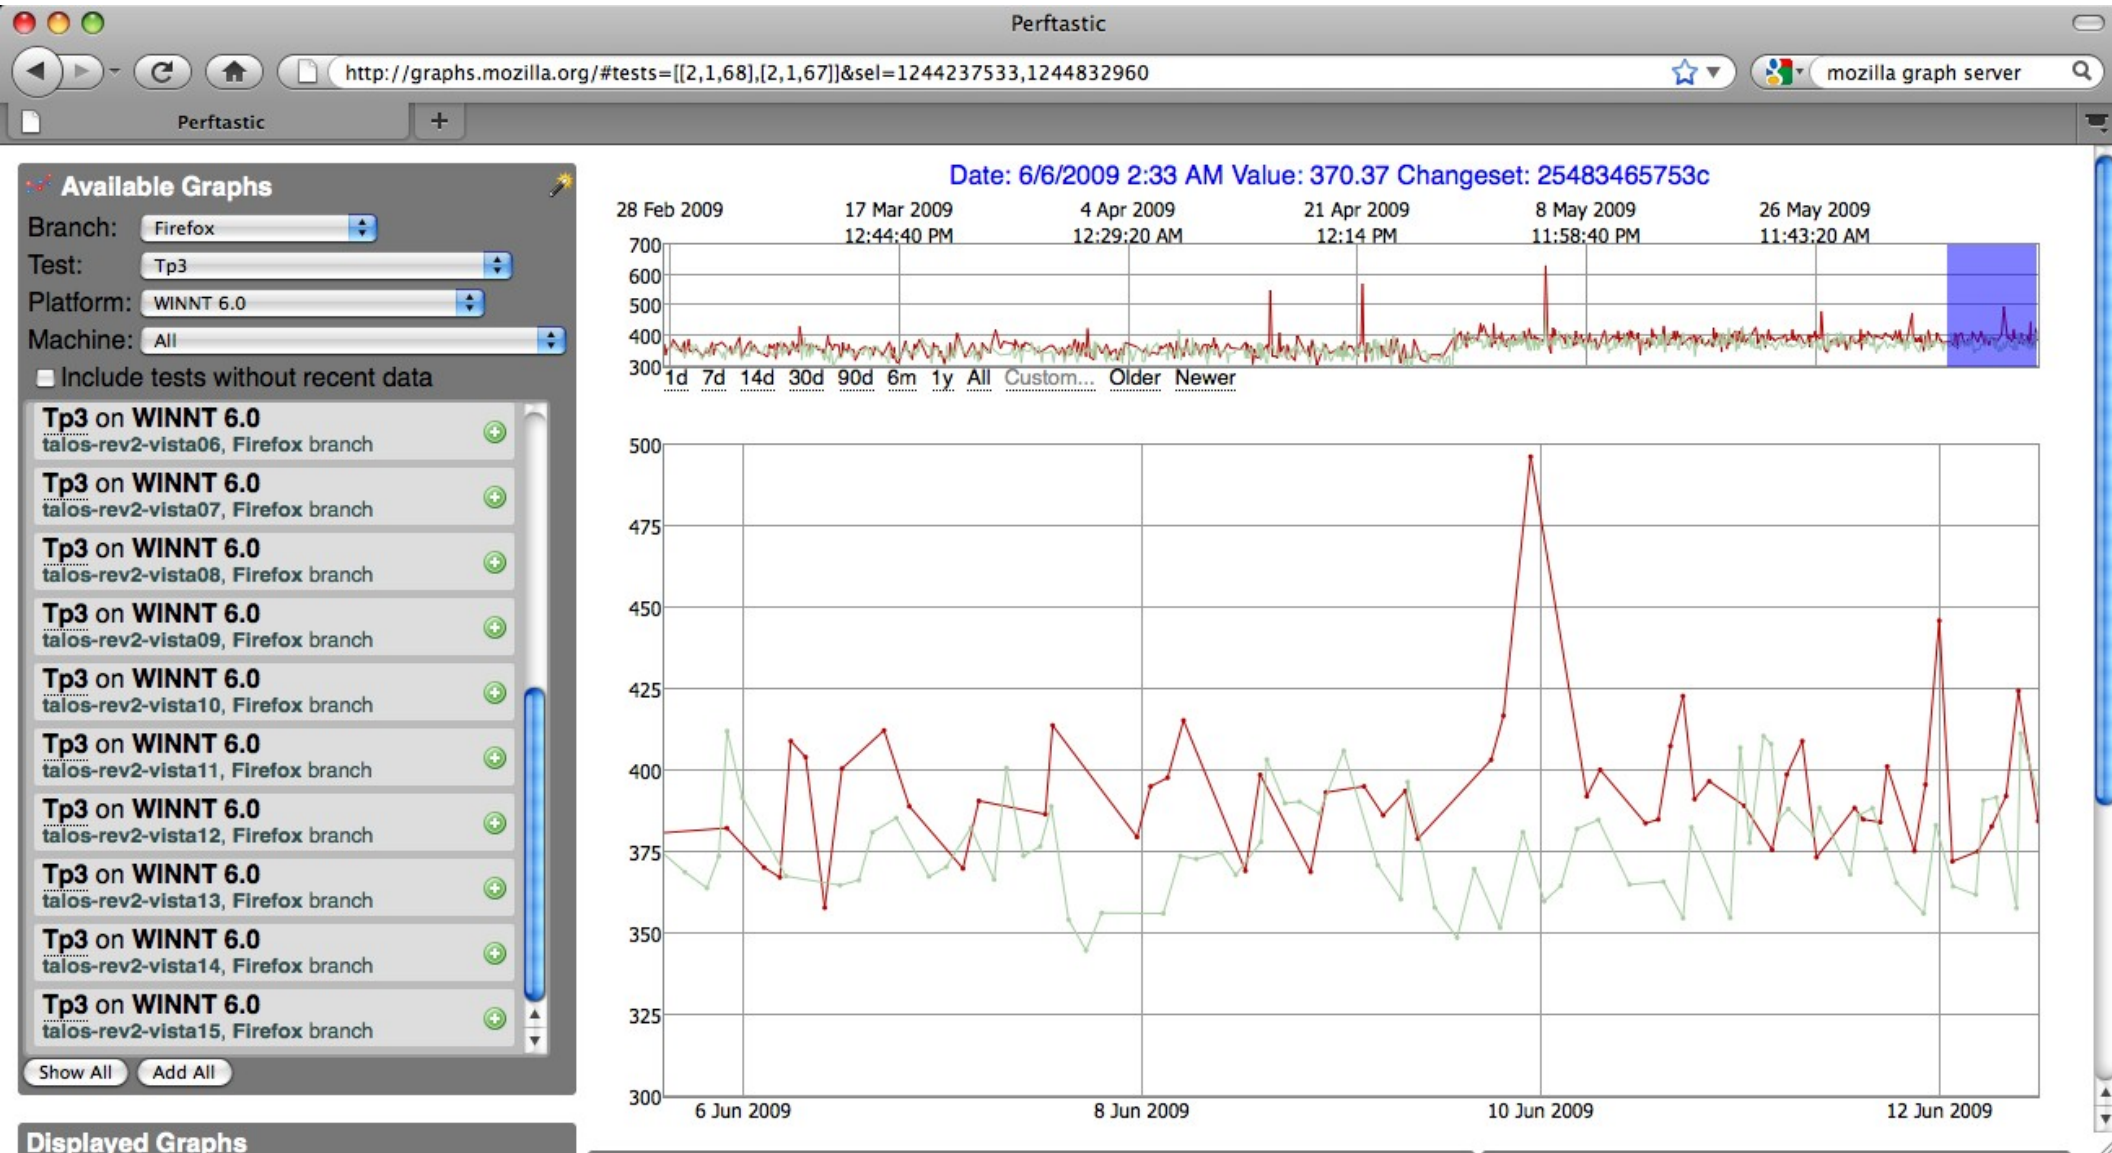 Perftastic
http://graphs.mozilla.org/#tests=[[2,1,68],[2,1,67]]&sel=1244237533,1244832960
mozilla graph server
Perftastic
+
Available Graphs
Branch: Firefox
Test: Tp3
Platform: WINNT 6.0
Machine: All
Include tests without recent data
Tp3 on WINNT 6.0
talos-rev2-vista06, Firefox branch
Tp3 on WINNT 6.0
talos-rev2-vista07, Firefox branch
Tp3 on WINNT 6.0
talos-rev2-vista08, Firefox branch
Tp3 on WINNT 6.0
talos-rev2-vista09, Firefox branch
Tp3 on WINNT 6.0
talos-rev2-vista10, Firefox branch
Tp3 on WINNT 6.0
talos-rev2-vista11, Firefox branch
Tp3 on WINNT 6.0
talos-rev2-vista12, Firefox branch
Tp3 on WINNT 6.0
talos-rev2-vista13, Firefox branch
Tp3 on WINNT 6.0
talos-rev2-vista14, Firefox branch
Tp3 on WINNT 6.0
talos-rev2-vista15, Firefox branch
Show All Add All
Displayed Graphs
Date: 6/6/2009 2:33 AM Value: 370.37 Changeset: 25483465753c
28 Feb 2009 17 Mar 2009 4 Apr 2009 21 Apr 2009 8 May 2009 26 May 2009
12:44:40 PM 12:29:20 AM 12:14 PM 11:58:40 PM 11:43:20 AM
700
600
500
400
300
1d 7d 14d 30d 90d 6m 1y All Custom... Older Newer
500
475
450
425
400
375
350
325
300
6 Jun 2009 8 Jun 2009 10 Jun 2009 12 Jun 2009